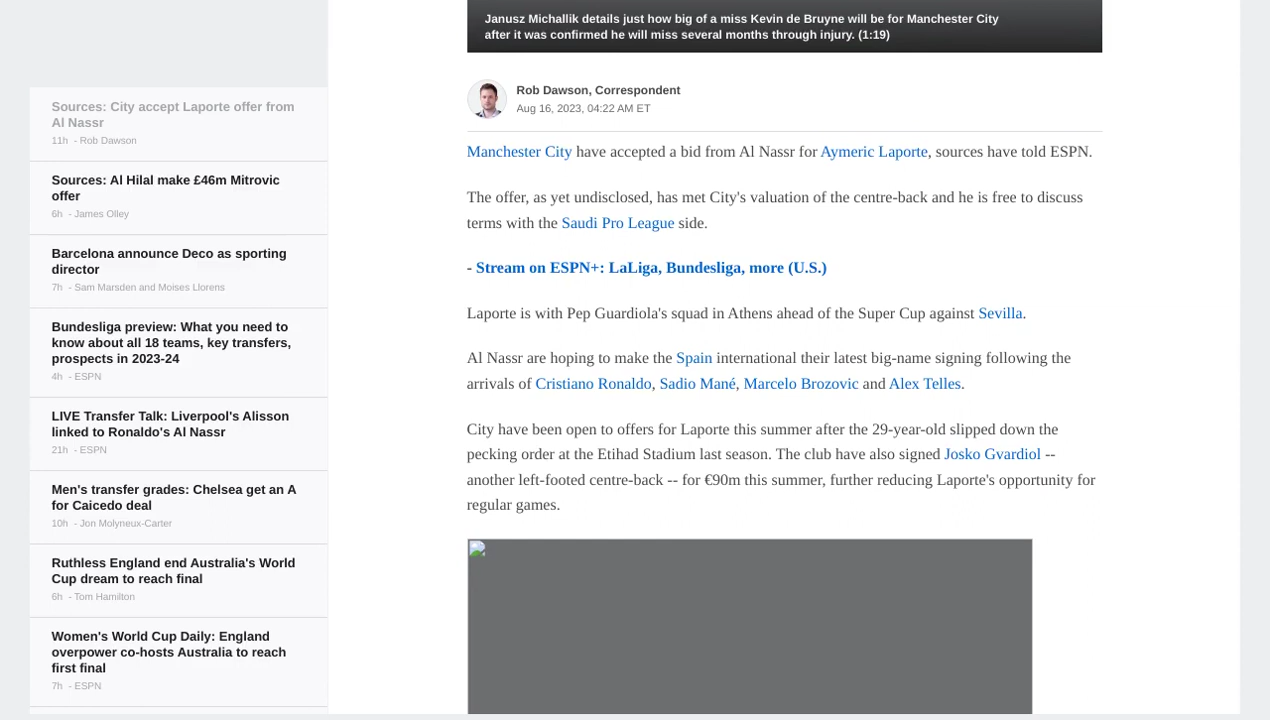 Janusz Michallik details just how big of a miss Kevin de Bruyne will be for Manchester City
after it was confirmed he will miss several months through injury. (1:19)
Sources: City accept Laporte offer from
Al Nassr
11h - Rob Dawson
Sources: Al Hilal make £46m Mitrovic
offer
6h - James Olley
Barcelona announce Deco as sporting
director
7h - Sam Marsden and Moises Llorens
Bundesliga preview: What you need to
know about all 18 teams, key transfers,
prospects in 2023-24
4h - ESPN
LIVE Transfer Talk: Liverpool's Alisson
linked to Ronaldo's Al Nassr
21h - ESPN
Men's transfer grades: Chelsea get an A
for Caicedo deal
10h - Jon Molyneux-Carter
Ruthless England end Australia's World
Cup dream to reach final
6h - Tom Hamilton
Women's World Cup Daily: England
overpower co-hosts Australia to reach
first final
7h - ESPN
Rob Dawson, Correspondent
Aug 16, 2023, 04:22 AM ET
Manchester City have accepted a bid from Al Nassr for Aymeric Laporte, sources have told ESPN.
The offer, as yet undisclosed, has met City's valuation of the centre-back and he is free to discuss
terms with the Saudi Pro League side.
- Stream on ESPN+: LaLiga, Bundesliga, more (U.S.)
Laporte is with Pep Guardiola's squad in Athens ahead of the Super Cup against Sevilla.
Al Nassr are hoping to make the Spain international their latest big-name signing following the
arrivals of Cristiano Ronaldo, Sadio Mané, Marcelo Brozovic and Alex Telles.
City have been open to offers for Laporte this summer after the 29-year-old slipped down the
pecking order at the Etihad Stadium last season. The club have also signed Josko Gvardiol --
another left-footed centre-back -- for €90m this summer, further reducing Laporte's opportunity for
regular games.